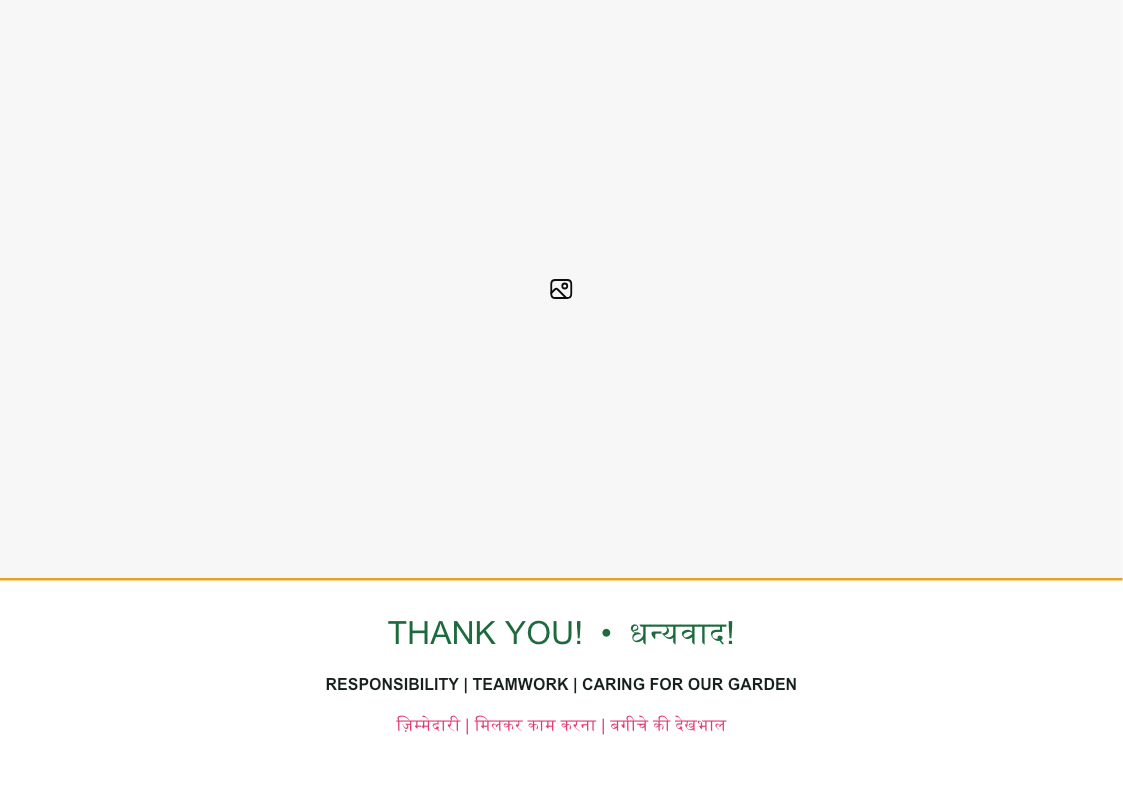 THANK YOU! • धन्यवाद!
RESPONSIBILITY | TEAMWORK | CARING FOR OUR GARDEN
ज़िम्मेदारी | मिलकर काम करना | बगीचे की देखभाल